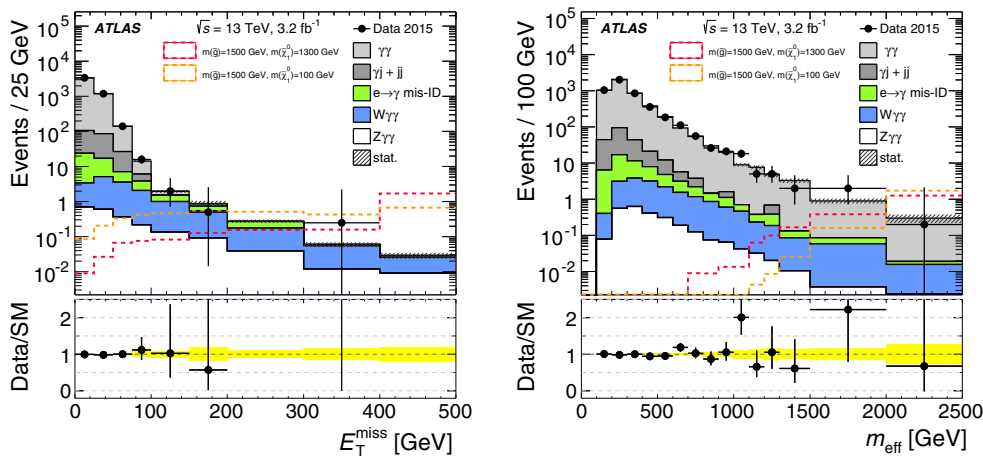 ATLAS
√s = 13 TeV, 3.2 fb⁻¹
m(g̃)=1500 GeV, m(χ̃⁰₁)=1300 GeV
m(g̃)=1500 GeV, m(χ̃⁰₁)=100 GeV
Data 2015
γγ
γj + jj
e→γ mis-ID
Wγγ
Zγγ
stat.
Events / 25 GeV
10⁵
10⁴
10³
10²
10
1
10⁻¹
10⁻²
Data/SM
2
1
0
0 100 200 300 400 500
E_T^miss [GeV]
ATLAS
√s = 13 TeV, 3.2 fb⁻¹
m(g̃)=1500 GeV, m(χ̃⁰₁)=1300 GeV
m(g̃)=1500 GeV, m(χ̃⁰₁)=100 GeV
Data 2015
γγ
γj + jj
e→γ mis-ID
Wγγ
Zγγ
stat.
Events / 100 GeV
10⁵
10⁴
10³
10²
10
1
10⁻¹
10⁻²
Data/SM
2
1
0
0 500 1000 1500 2000 2500
m_eff [GeV]